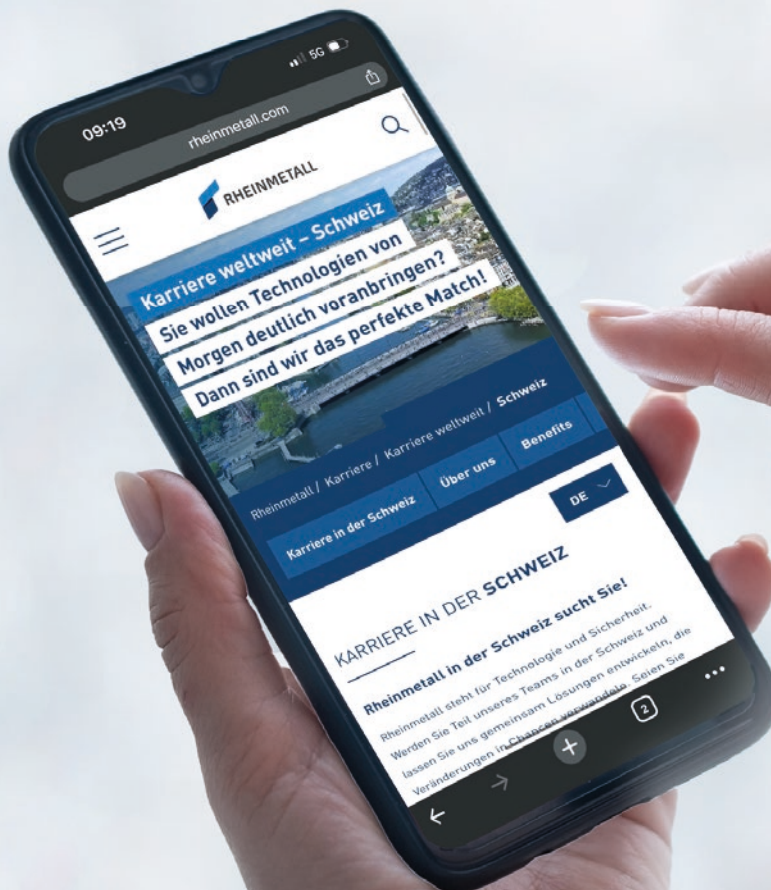 09:19
5G
rheinmetall.com
RHEINMETALL
Karriere weltweit – Schweiz
Sie wollen Technologien von
Morgen deutlich voranbringen?
Dann sind wir das perfekte Match!
Rheinmetall / Karriere / Karriere weltweit / Schweiz
Karriere in der Schweiz
Über uns
Benefits
DE
KARRIERE IN DER SCHWEIZ
Rheinmetall in der Schweiz sucht Sie!
Rheinmetall steht für Technologie und Sicherheit.
Werden Sie Teil unseres Teams in der Schweiz und
lassen Sie uns gemeinsam Lösungen entwickeln, die
Veränderungen in Chancen verwandeln. Seien Sie
2